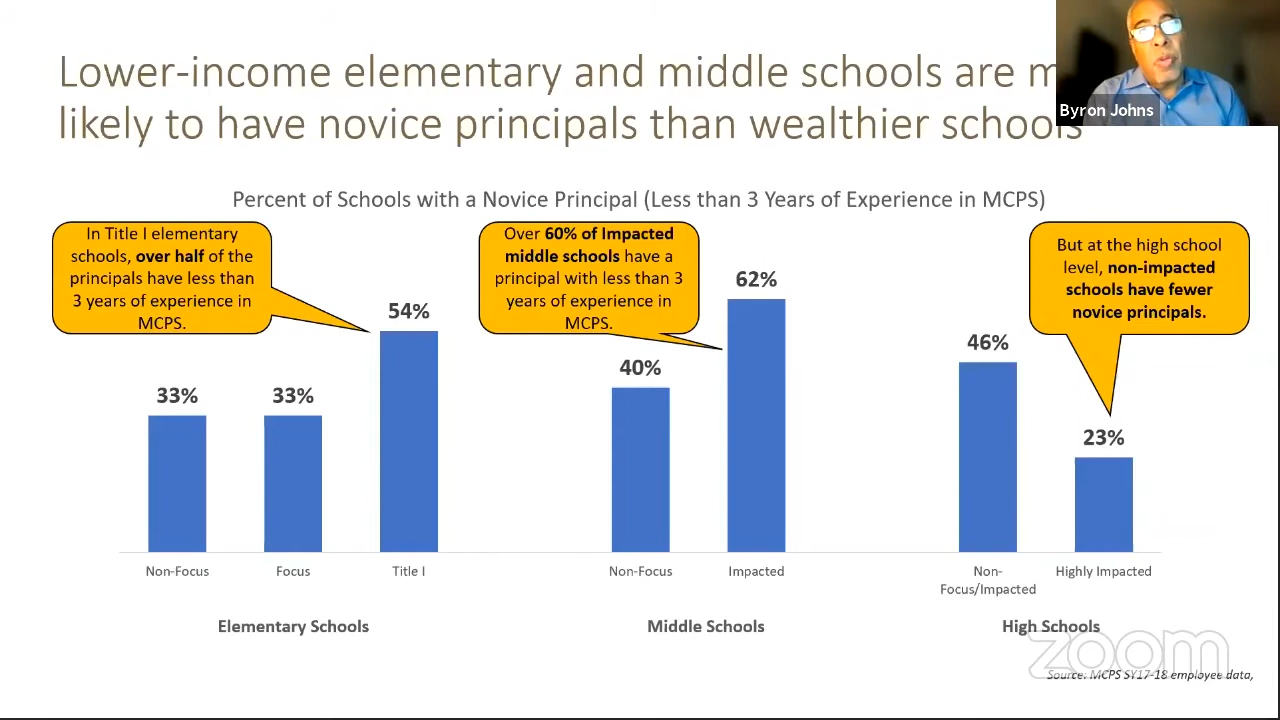 Lower-income elementary and middle schools are m
likely to have novice principals than wealthier schools
Byron Johns
Percent of Schools with a Novice Principal (Less than 3 Years of Experience in MCPS)
In Title I elementary
schools, over half of the
principals have less than
3 years of experience in
MCPS.
Over 60% of Impacted
middle schools have a
principal with less than 3
years of experience in
MCPS.
But at the high school
level, non-impacted
schools have fewer
novice principals.
33%
33%
54%
40%
62%
46%
23%
Non-Focus
Focus
Title I
Non-Focus
Impacted
Non-
Focus/Impacted
Highly Impacted
Elementary Schools
Middle Schools
High Schools
zoom
Source: MCPS SY17-18 employee data,